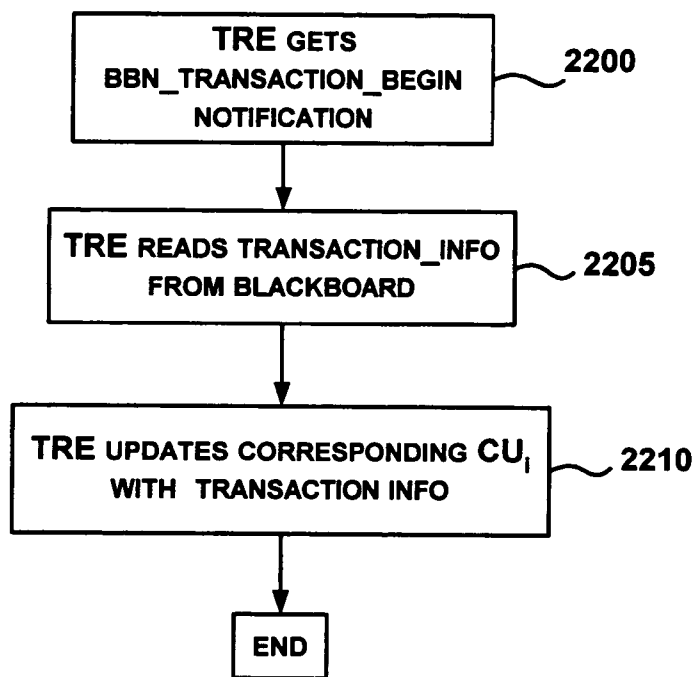 TRE GETS
BBN_TRANSACTION_BEGIN
NOTIFICATION
2200
TRE READS TRANSACTION_INFO
FROM BLACKBOARD
2205
TRE UPDATES CORRESPONDING CUi
WITH TRANSACTION INFO
2210
END